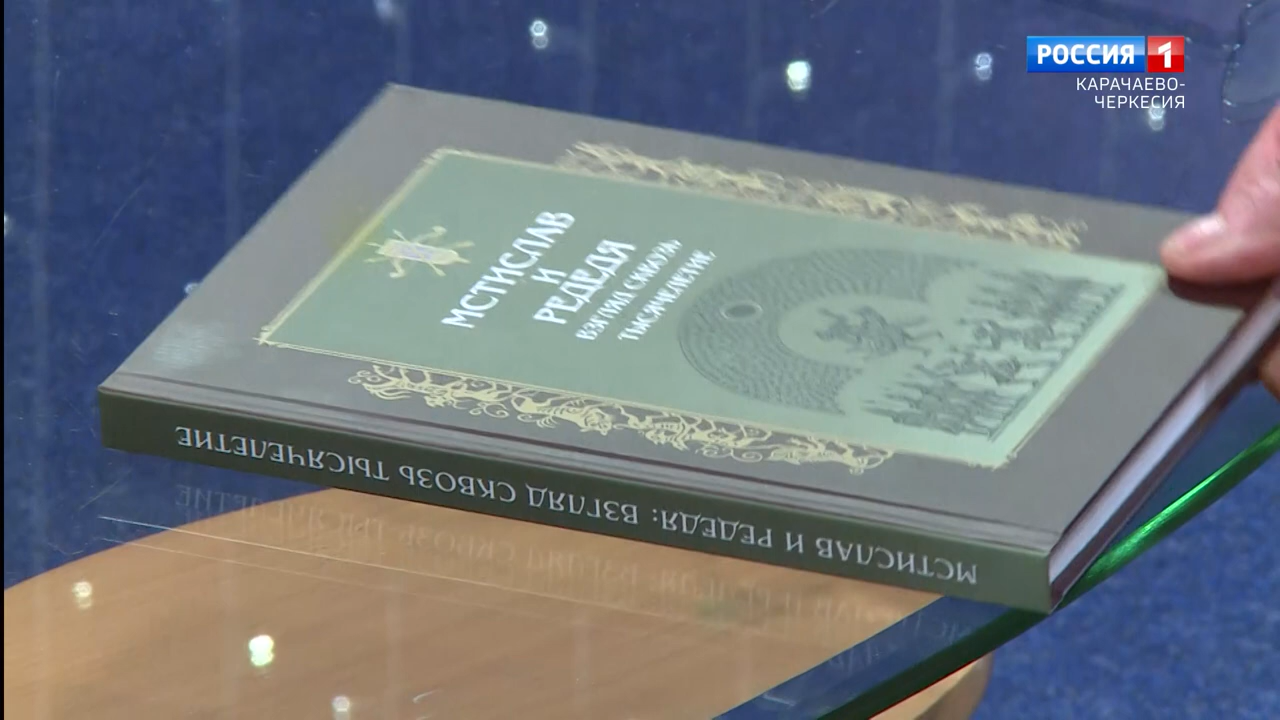 РОССИЯ 1
КАРАЧАЕВО-
ЧЕРКЕСИЯ
МСТИСЛАВ
И
РЕДЕДЯ
ВЗГЛЯД СКВОЗЬ
ТЫСЯЧЕЛЕТИЕ
МСТИСЛАВ И РЕДЕДЯ: ВЗГЛЯД СКВОЗЬ ТЫСЯЧЕЛЕТИЕ